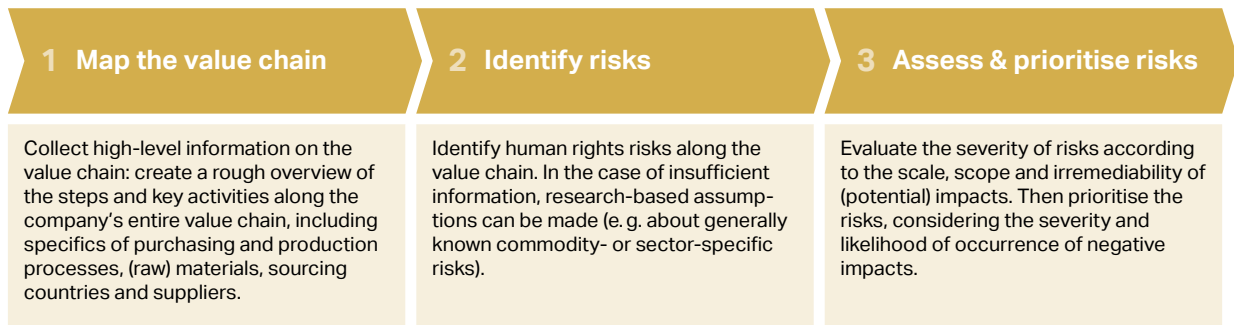 1 Map the value chain
Collect high-level information on the
value chain: create a rough overview of
the steps and key activities along the
company's entire value chain, including
specifics of purchasing and production
processes, (raw) materials, sourcing
countries and suppliers.
2 Identify risks
Identify human rights risks along the
value chain. In the case of insufficient
information, research-based assump-
tions can be made (e. g. about generally
known commodity- or sector-specific
risks).
3 Assess & prioritise risks
Evaluate the severity of risks according
to the scale, scope and irremediability of
(potential) impacts. Then prioritise the
risks, considering the severity and
likelihood of occurrence of negative
impacts.